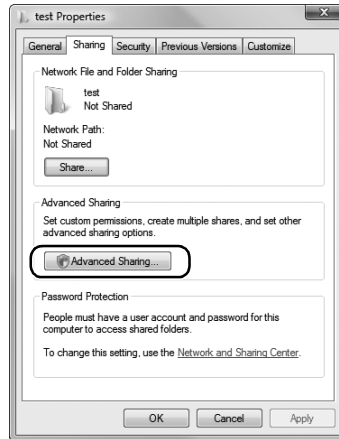 test Properties
General Sharing Security Previous Versions Customize
Network File and Folder Sharing
test
Not Shared
Network Path:
Not Shared
Share...
Advanced Sharing
Set custom permissions, create multiple shares, and set other
advanced sharing options.
Advanced Sharing...
Password Protection
People must have a user account and password for this
computer to access shared folders.
To change this setting, use the Network and Sharing Center.
OK Cancel Apply